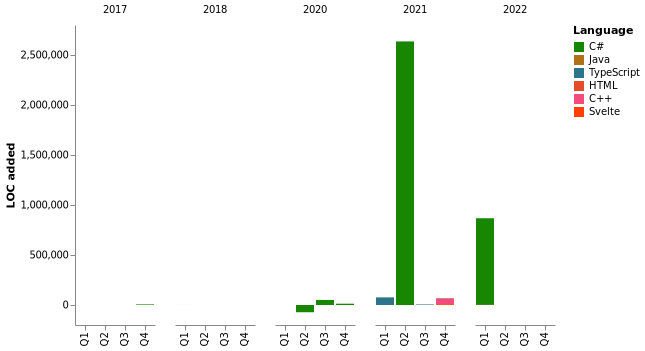 2017 2018 2020 2021 2022
Language
C#
Java
TypeScript
HTML
C++
Svelte
LOC added
2,500,000
2,000,000
1,500,000
1,000,000
500,000
0
Q1 Q2 Q3 Q4 Q1 Q2 Q3 Q4 Q1 Q2 Q3 Q4 Q1 Q2 Q3 Q4 Q1 Q2 Q3 Q4